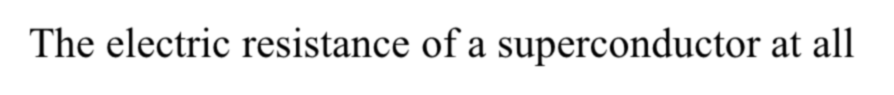 The electric resistance of a superconductor at all